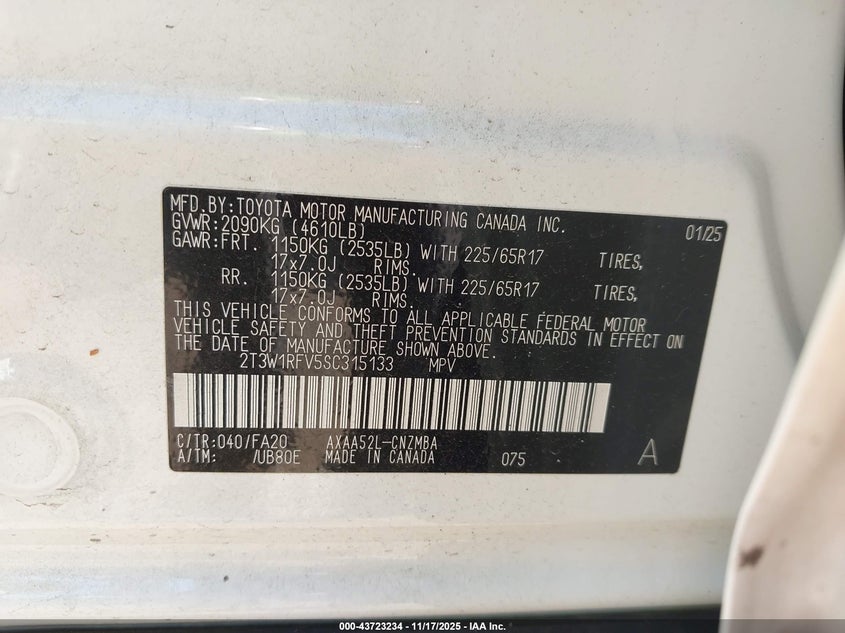 MFD.BY:TOYOTA MOTOR MANUFACTURING CANADA INC. 01/25
GVWR:2090KG (4610LB)
GAWR:FRT. 1150KG (2535LB) WITH 225/65R17 TIRES,
17x7.0J RIMS.
RR. 1150KG (2535LB) WITH 225/65R17 TIRES,
17x7.0J RIMS.
THIS VEHICLE CONFORMS TO ALL APPLICABLE FEDERAL MOTOR
VEHICLE SAFETY AND THEFT PREVENTION STANDARDS IN EFFECT ON
THE DATE OF MANUFACTURE SHOWN ABOVE.
2T3W1RFV5SC315133 MPV
C/TR:040/FA20 AXAA52L-CNZMBA
A/TM: /UB80E MADE IN CANADA 075 A
000-43723234 - 11/17/2025 - IAA Inc.